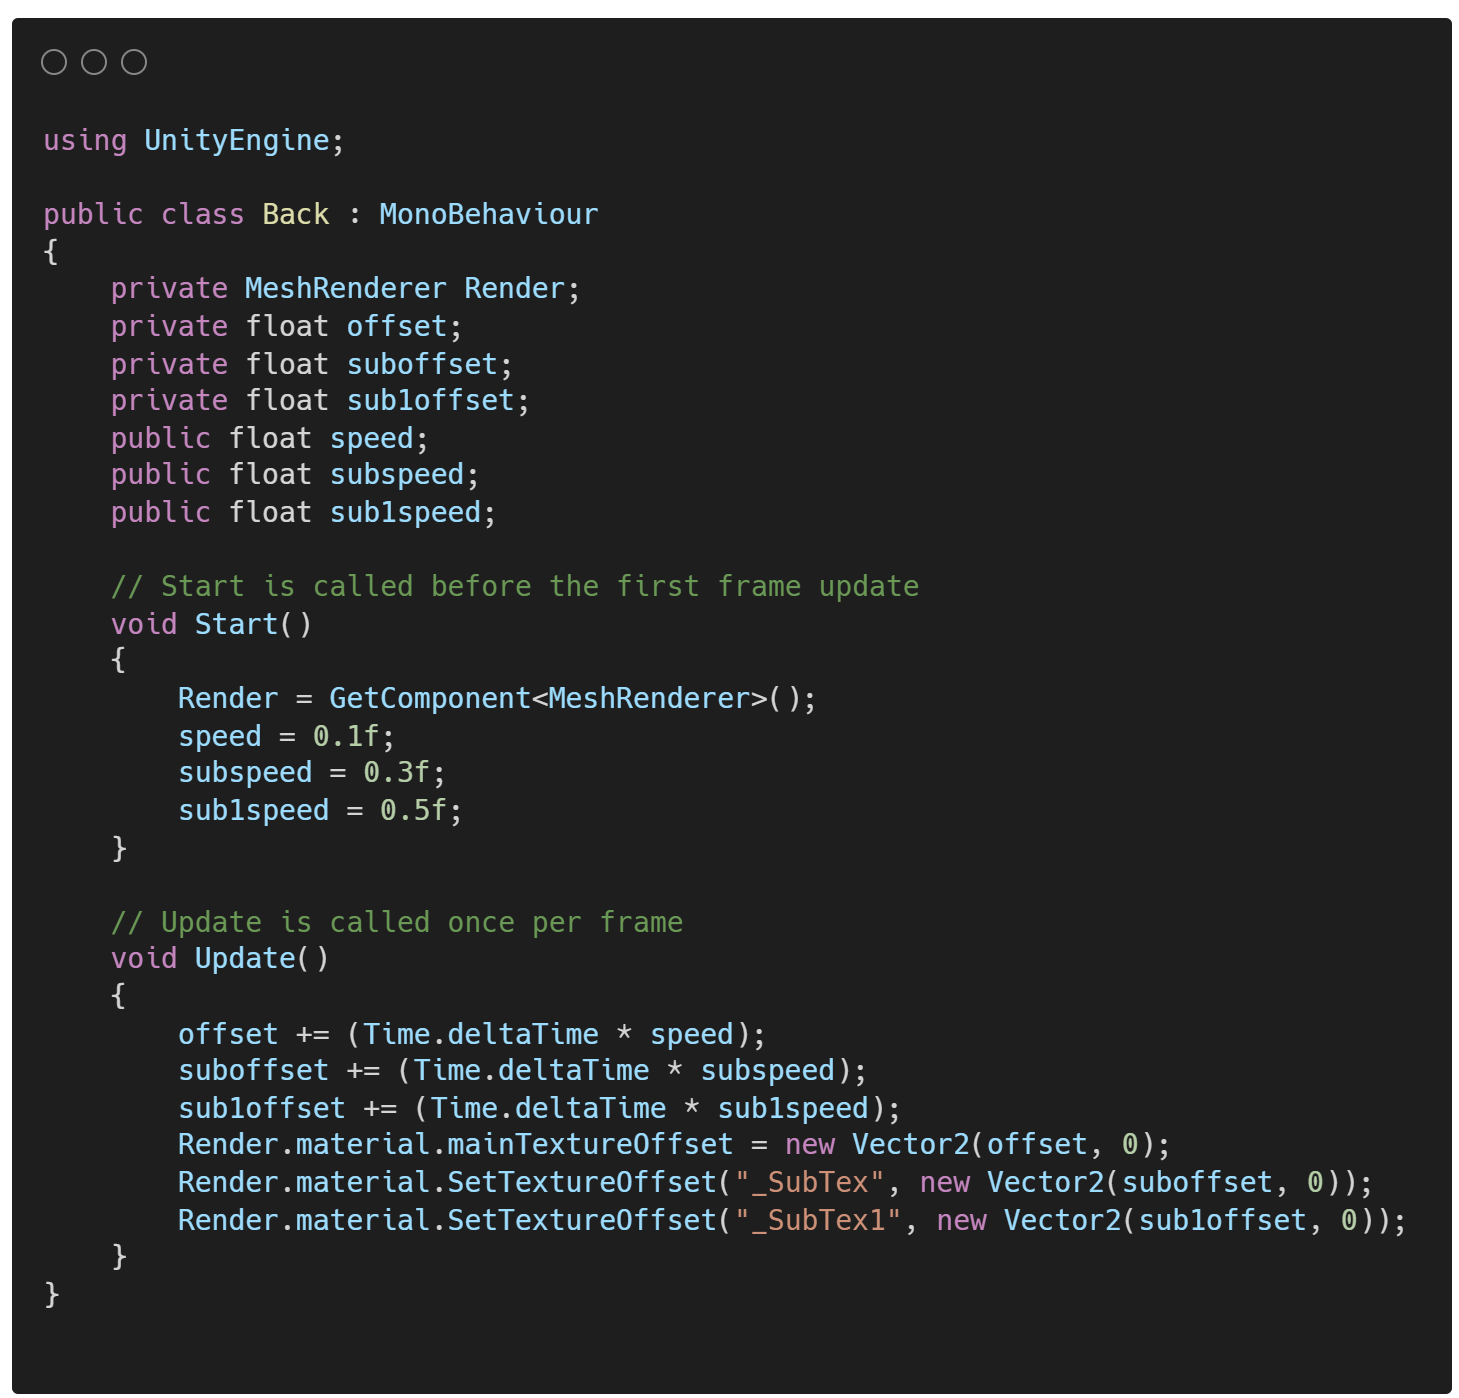 using UnityEngine;

public class Back : MonoBehaviour
{
    private MeshRenderer Render;
    private float offset;
    private float suboffset;
    private float sub1offset;
    public float speed;
    public float subspeed;
    public float sub1speed;

    // Start is called before the first frame update
    void Start()
    {
        Render = GetComponent<MeshRenderer>();
        speed = 0.1f;
        subspeed = 0.3f;
        sub1speed = 0.5f;
    }

    // Update is called once per frame
    void Update()
    {
        offset += (Time.deltaTime * speed);
        suboffset += (Time.deltaTime * subspeed);
        sub1offset += (Time.deltaTime * sub1speed);
        Render.material.mainTextureOffset = new Vector2(offset, 0);
        Render.material.SetTextureOffset("_SubTex", new Vector2(suboffset, 0));
        Render.material.SetTextureOffset("_SubTex1", new Vector2(sub1offset, 0));
    }
}